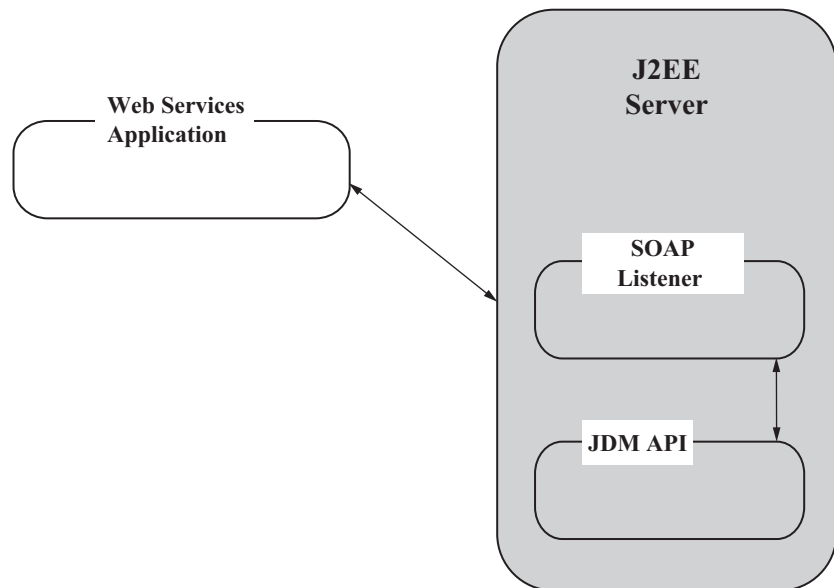 Web Services
Application
J2EE
Server
SOAP
Listener
JDM API